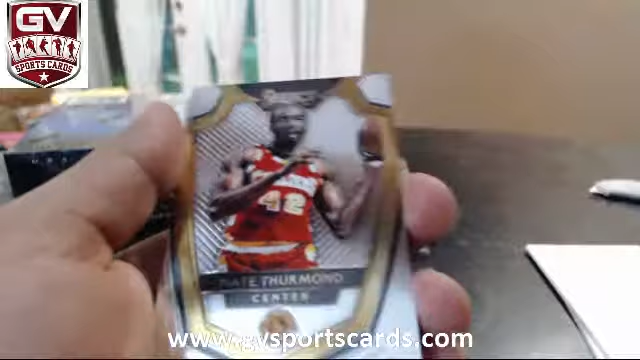 GV
SPORTS CARDS
42
NATE THURMOND
CENTER
www.gvsportscards.com